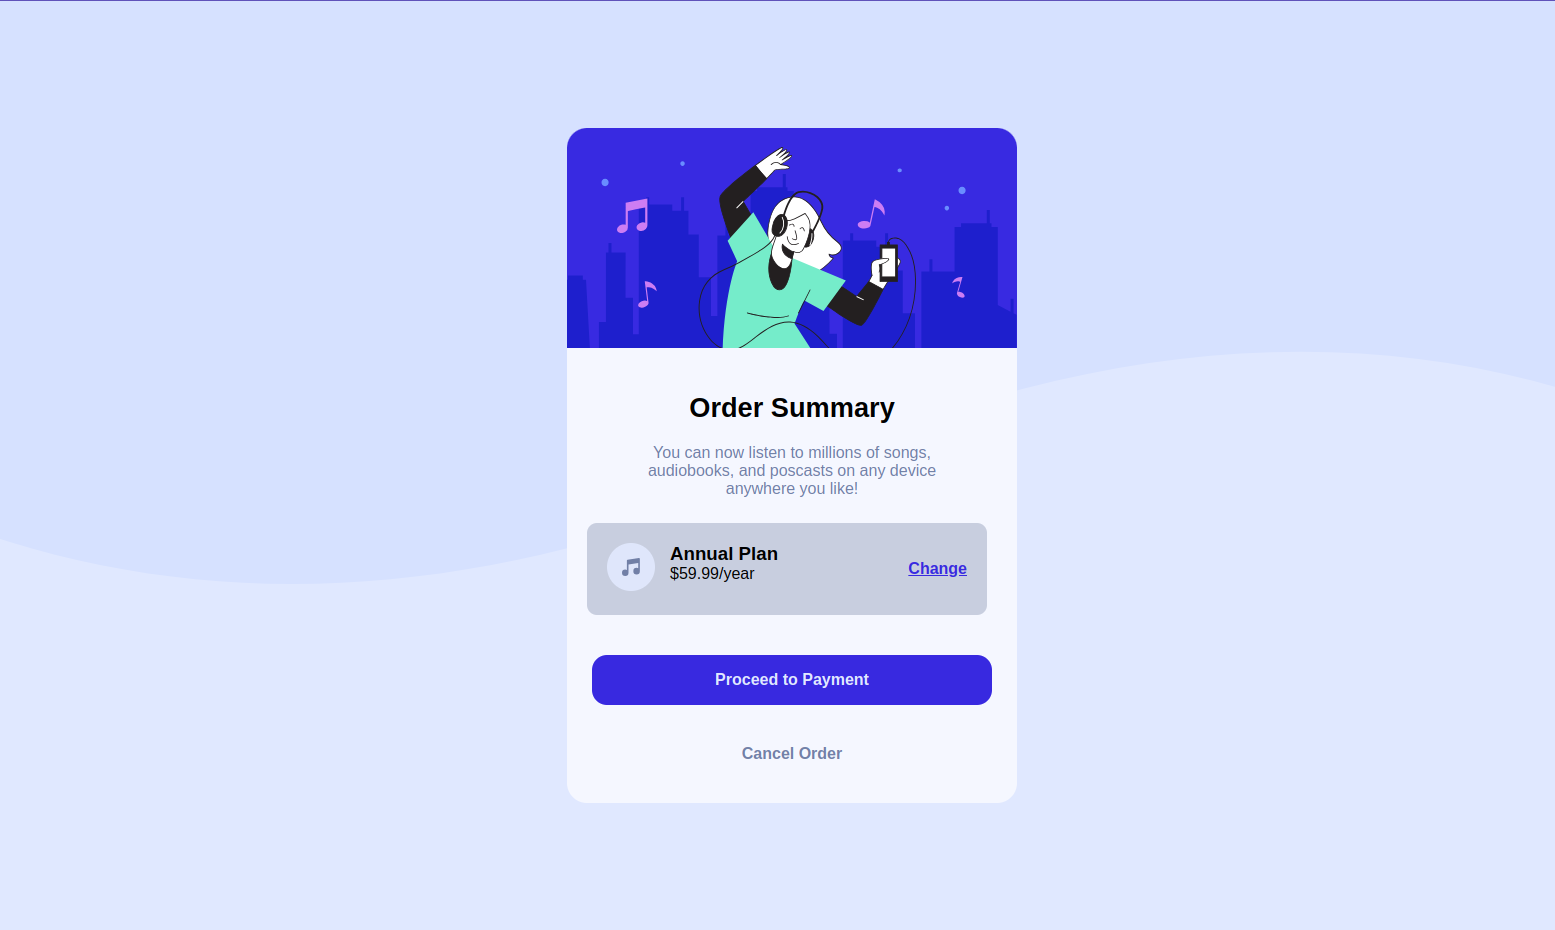 Order Summary
You can now listen to millions of songs,
audiobooks, and poscasts on any device
anywhere you like!
Annual Plan
$59.99/year
Change
Proceed to Payment
Cancel Order